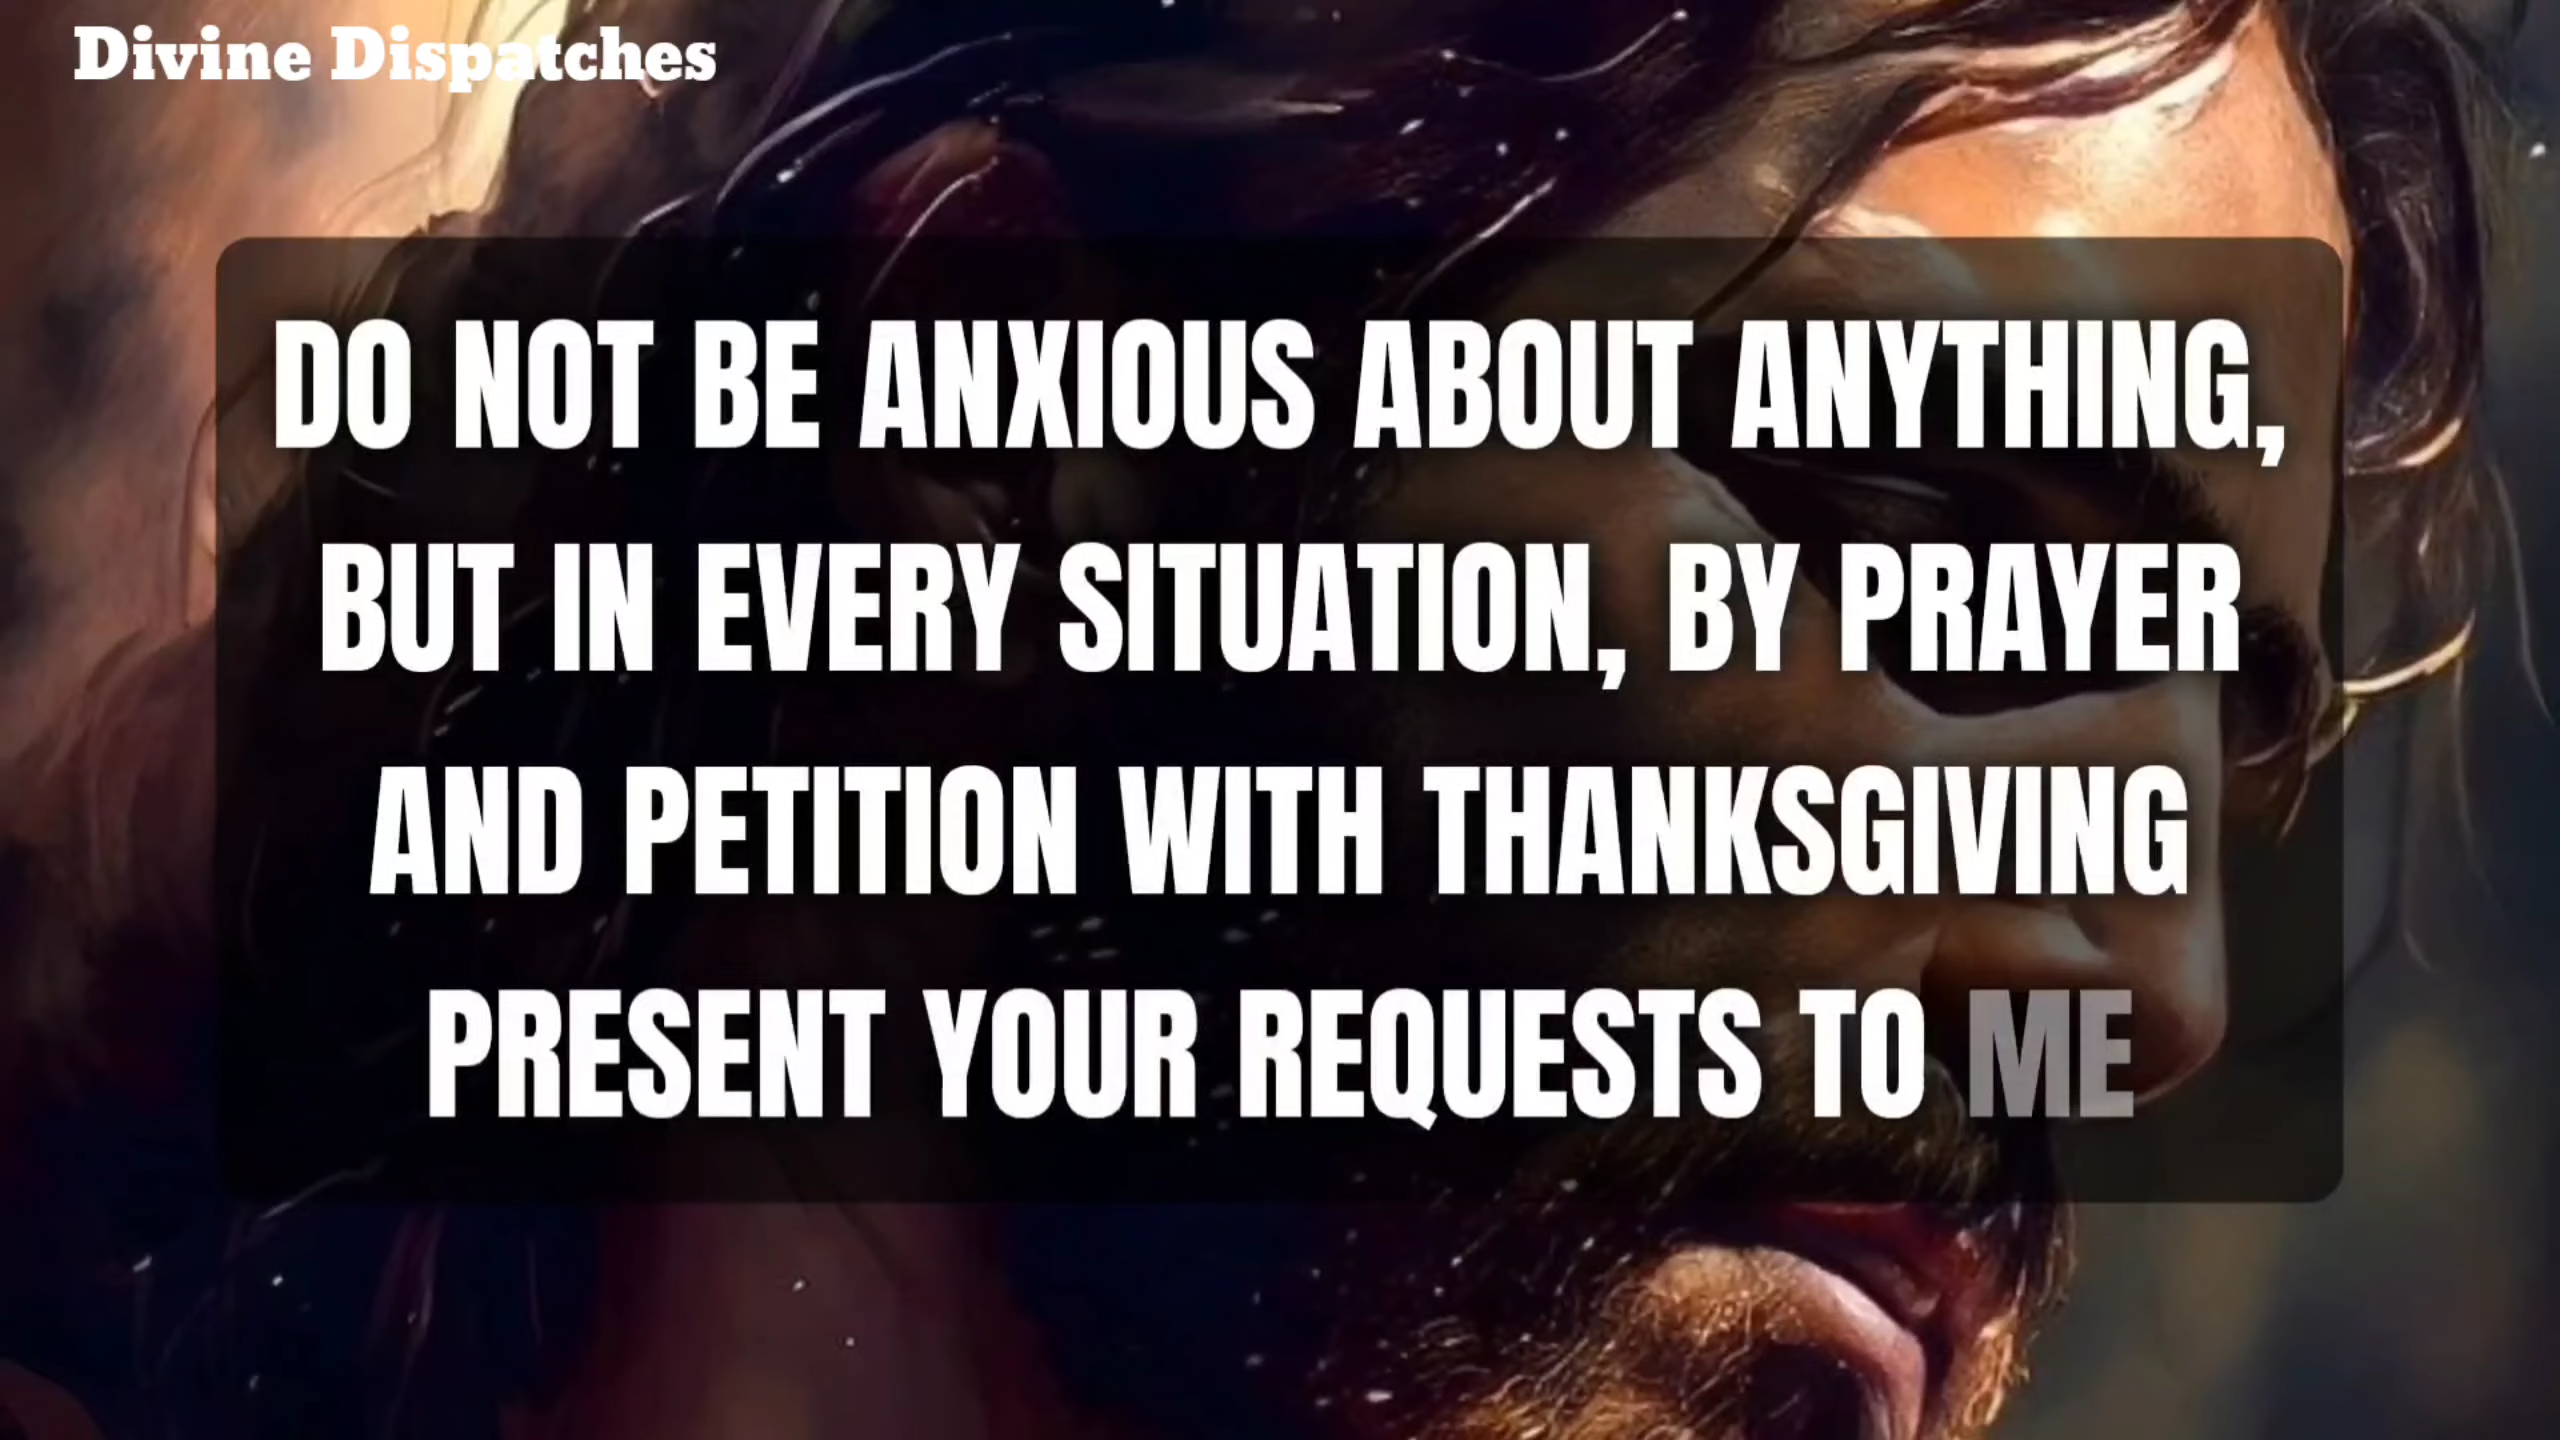 Divine Dispatches
DO NOT BE ANXIOUS ABOUT ANYTHING,
BUT IN EVERY SITUATION, BY PRAYER
AND PETITION WITH THANKSGIVING
PRESENT YOUR REQUESTS TO ME